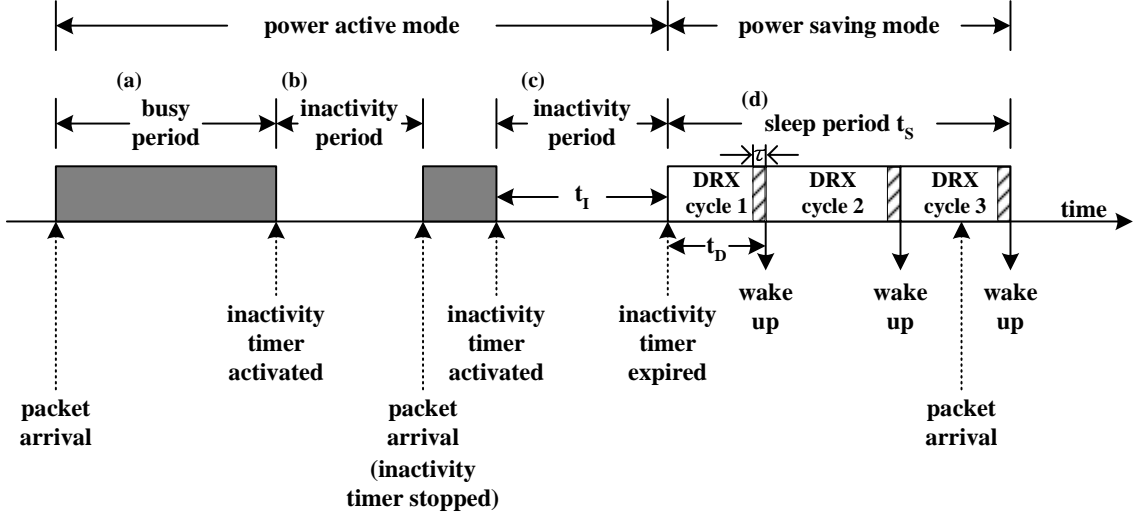 power active mode
power saving mode
(a)
busy
period
(b)
inactivity
period
(c)
inactivity
period
(d)
sleep period t_S
τ
t_I
DRX
cycle 1
DRX
cycle 2
DRX
cycle 3
time
t_D
wake
up
wake
up
wake
up
inactivity
timer
activated
inactivity
timer
activated
inactivity
timer
expired
packet
arrival
packet
arrival
(inactivity
timer stopped)
packet
arrival